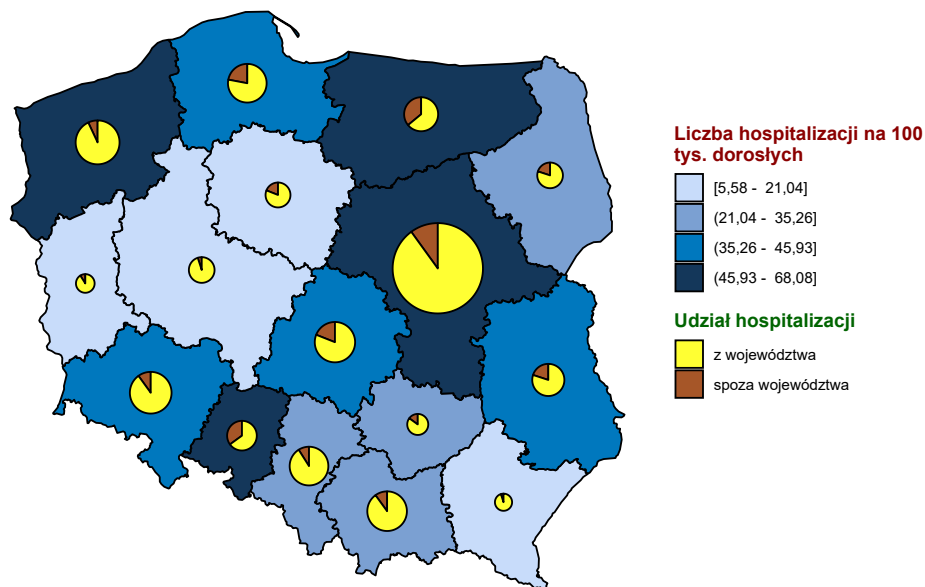 Liczba hospitalizacji na 100
tys. dorosłych
[5,58 - 21,04]
(21,04 - 35,26]
(35,26 - 45,93]
(45,93 - 68,08]
Udział hospitalizacji
z województwa
spoza województwa